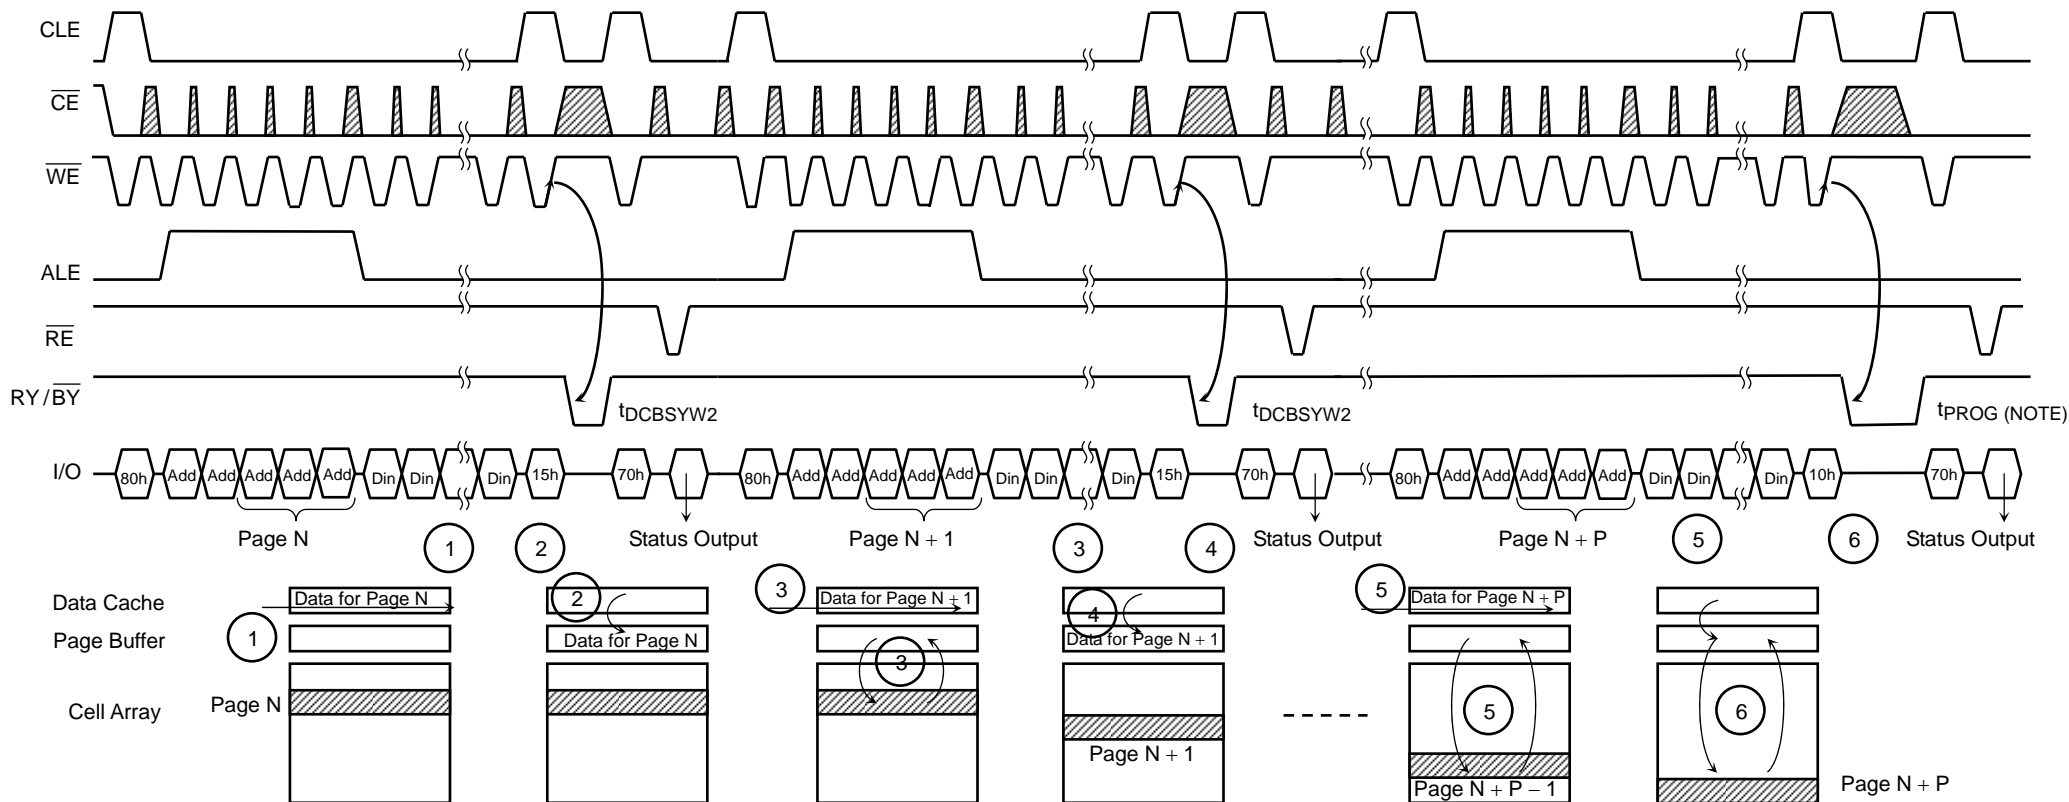 CLE
CE
WE
ALE
RE
RY/BY
tDCBSYW2 tDCBSYW2 tPROG (NOTE)
I/O 80h Add Add Add Add Add Din Din Din 15h 70h 80h Add Add Add Add Add Din Din Din 15h 70h 80h Add Add Add Add Add Din Din Din 10h 70h
Page N 1 2 Status Output Page N + 1 3 4 Status Output Page N + P 5 6 Status Output
Data Cache Data for Page N 2 3 Data for Page N + 1 5 Data for Page N + P
Page Buffer 1 Data for Page N 4 Data for Page N + 1
3
Cell Array Page N 5 6
Page N + 1
Page N + P − 1 Page N + P